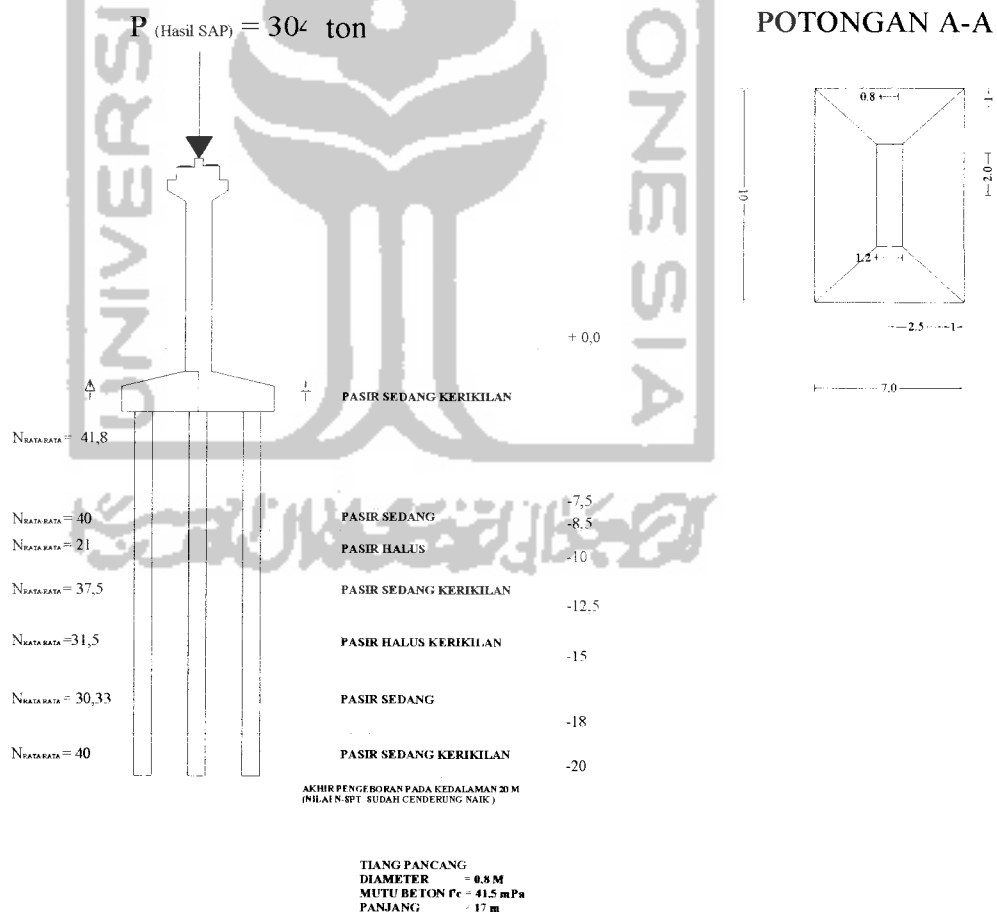 P (Hasil SAP) = 304 ton
POTONGAN A-A
UNIVERSI
ONESIA
0.8
1
10
2.0
1.2
2.5
1
7.0
+ 0,0
PASIR SEDANG KERIKILAN
NRATA-RATA = 41,8
-7,5
NRATA-RATA = 40
PASIR SEDANG
-8.5
NRATA-RATA = 21
PASIR HALUS
-10
NRATA-RATA = 37,5
PASIR SEDANG KERIKILAN
-12.5
NRATA-RATA =31,5
PASIR HALUS KERIKILAN
-15
NRATA-RATA = 30,33
PASIR SEDANG
-18
NRATA-RATA = 40
PASIR SEDANG KERIKILAN
-20
AKHIR PENGEBORAN PADA KEDALAMAN 20 M
(NILAI N-SPT SUDAH CENDERUNG NAIK )
TIANG PANCANG
DIAMETER = 0.8 M
MUTU BETON f'c = 41.5 mPa
PANJANG = 17 m